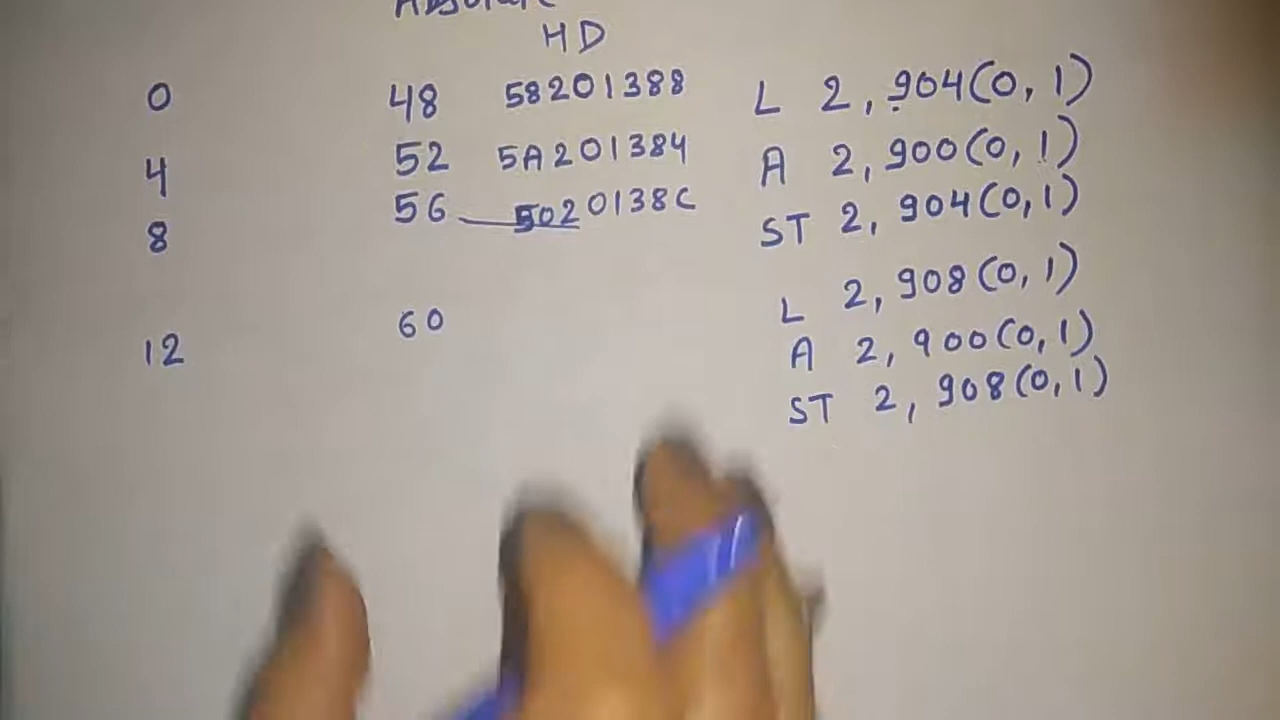 HD
0 48 58201388 L 2, 904(0,1)
4 52 5A201384 A 2, 900(0,1)
8 56 5020138C ST 2, 904(0,1)
L 2, 908(0,1)
12 60 A 2, 900(0,1)
ST 2, 908(0,1)